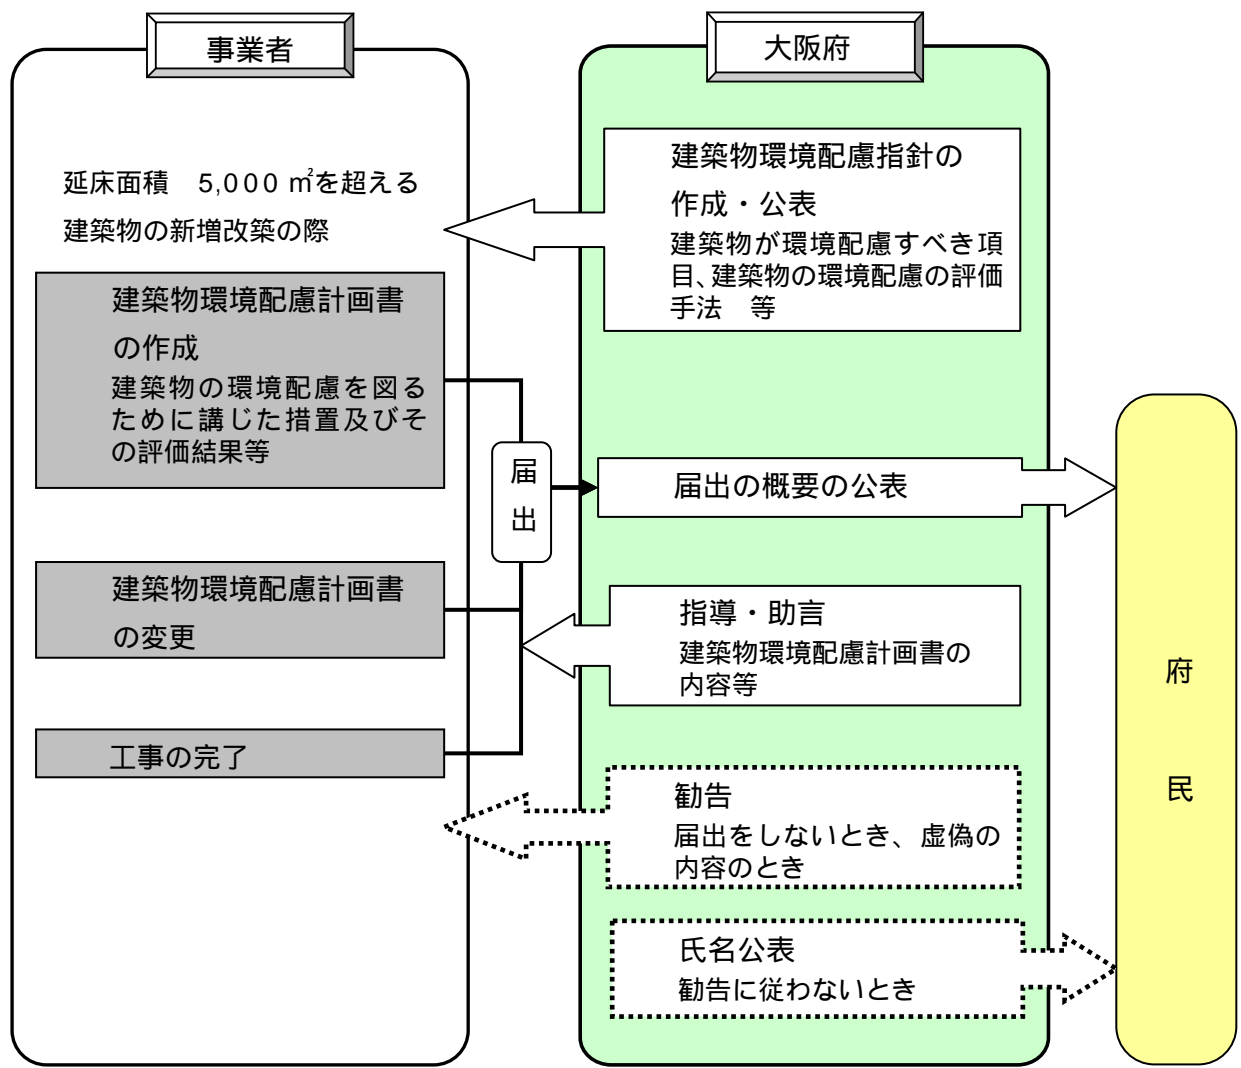 事業者
延床面積　5,000 ㎡を超える
建築物の新増改築の際
建築物環境配慮計画書
の作成
建築物の環境配慮を図る
ために講じた措置及びそ
の評価結果等
建築物環境配慮計画書
の変更
工事の完了
届
出
大阪府
建築物環境配慮指針の
作成・公表
建築物が環境配慮すべき項
目、建築物の環境配慮の評価
手法　等
届出の概要の公表
指導・助言
建築物環境配慮計画書の
内容等
勧告
届出をしないとき、虚偽の
内容のとき
氏名公表
勧告に従わないとき
府
民